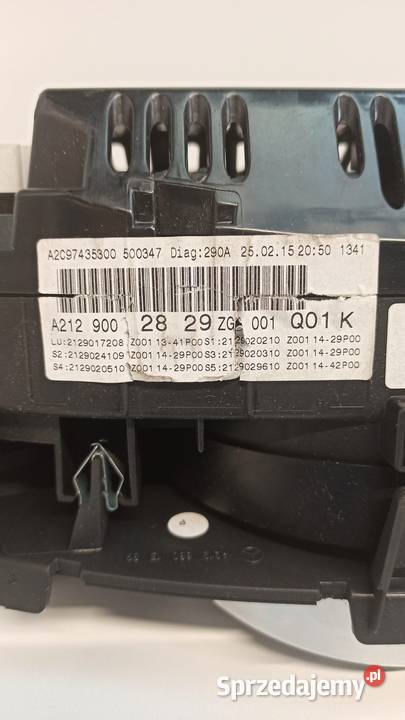 A2C97435300 500347 Diag:290A 25.02.15 20:50 1341
A212 900 28 29 ZGS 001 Q01 K
LU:2129017208 Z001 13-41P00 S1:2129020210 Z001 14-29P00
S2:2129024109 Z001 14-29P00 S3:2129020310 Z001 14-29P00
S4:2129020510 Z001 14-29P00 S5:2129029610 Z001 14-42P00
Sprzedajemy.pl